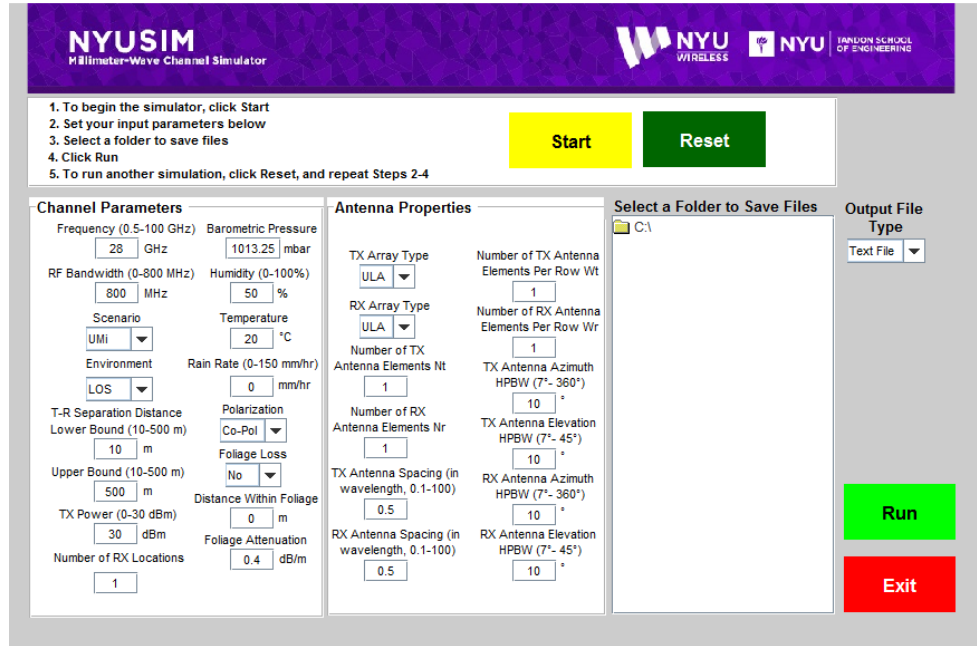 NYUSIM
Millimeter-Wave Channel Simulator
NYU
WIRELESS
NYU
TANDON SCHOOL
OF ENGINEERING
1. To begin the simulator, click Start
2. Set your input parameters below
3. Select a folder to save files
4. Click Run
5. To run another simulation, click Reset, and repeat Steps 2-4
Start
Reset
Channel Parameters
Frequency (0.5-100 GHz)
28 GHz
RF Bandwidth (0-800 MHz)
800 MHz
Scenario
UMi
Environment
LOS
T-R Separation Distance
Lower Bound (10-500 m)
10 m
Upper Bound (10-500 m)
500 m
TX Power (0-30 dBm)
30 dBm
Number of RX Locations
1
Barometric Pressure
1013.25 mbar
Humidity (0-100%)
50 %
Temperature
20 °C
Rain Rate (0-150 mm/hr)
0 mm/hr
Polarization
Co-Pol
Foliage Loss
No
Distance Within Foliage
0 m
Foliage Attenuation
0.4 dB/m
Antenna Properties
TX Array Type
ULA
RX Array Type
ULA
Number of TX
Antenna Elements Nt
1
Number of RX
Antenna Elements Nr
1
TX Antenna Spacing (in
wavelength, 0.1-100)
0.5
RX Antenna Spacing (in
wavelength, 0.1-100)
0.5
Number of TX Antenna
Elements Per Row Wt
1
Number of RX Antenna
Elements Per Row Wr
1
TX Antenna Azimuth
HPBW (7°- 360°)
10 °
TX Antenna Elevation
HPBW (7°- 45°)
10 °
RX Antenna Azimuth
HPBW (7°- 360°)
10 °
RX Antenna Elevation
HPBW (7°- 45°)
10 °
Select a Folder to Save Files
C:\
Output File
Type
Text File
Run
Exit